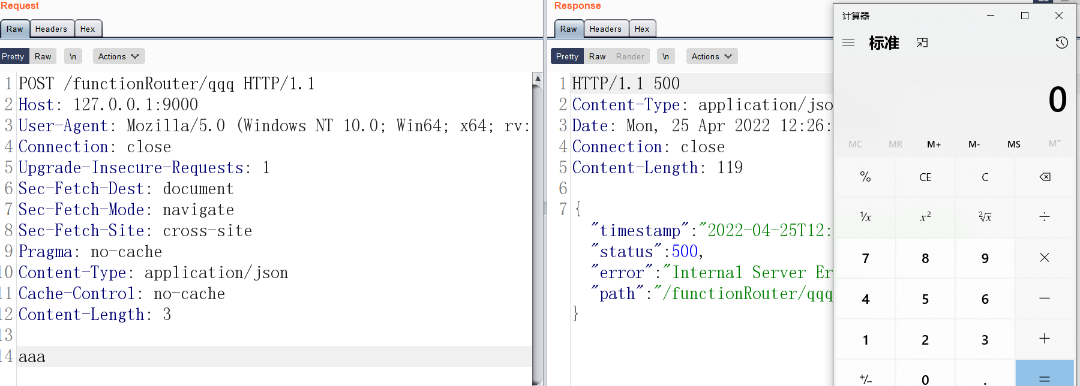 Request
Raw Headers Hex
Pretty Raw \n Actions
1 POST /functionRouter/qqq HTTP/1.1
2 Host: 127.0.0.1:9000
3 User-Agent: Mozilla/5.0 (Windows NT 10.0; Win64; x64; rv:
4 Connection: close
5 Upgrade-Insecure-Requests: 1
6 Sec-Fetch-Dest: document
7 Sec-Fetch-Mode: navigate
8 Sec-Fetch-Site: cross-site
9 Pragma: no-cache
10 Content-Type: application/json
11 Cache-Control: no-cache
12 Content-Length: 3
13
14 aaa
Response
Raw Headers Hex
Pretty Raw Render \n Actions
1 HTTP/1.1 500
2 Content-Type: application/jso
3 Date: Mon, 25 Apr 2022 12:26:
4 Connection: close
5 Content-Length: 119
6
7 {
"timestamp":"2022-04-25T12:
"status":500,
"error":"Internal Server Er
"path":"/functionRouter/qqq
}
计算器
标准
0
MC MR M+ M- MS M˅
% CE C
¹/x x² ²√x ÷
7 8 9 ×
4 5 6 −
1 2 3 +
+/- 0 . =